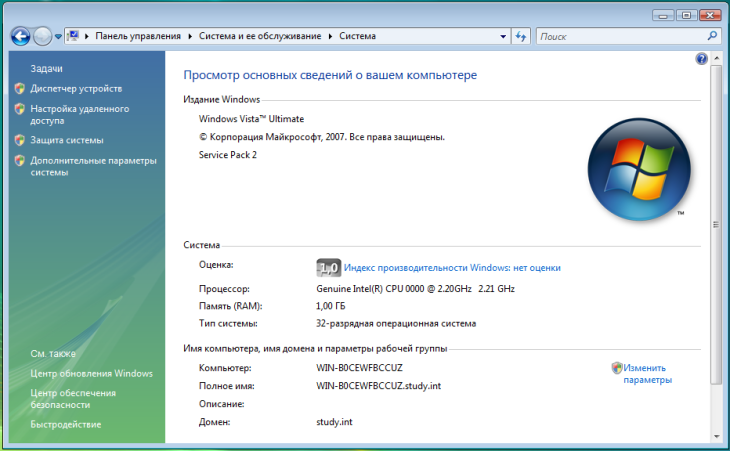 Панель управления ▸ Система и ее обслуживание ▸ Система
Поиск
Задачи
Диспетчер устройств
Настройка удаленного
доступа
Защита системы
Дополнительные параметры
системы
См. также
Центр обновления Windows
Центр обеспечения
безопасности
Быстродействие
Просмотр основных сведений о вашем компьютере
Издание Windows
Windows Vista™ Ultimate
© Корпорация Майкрософт, 2007. Все права защищены.
Service Pack 2
™
Система
Оценка: 1,0 Индекс производительности Windows: нет оценки
Процессор: Genuine Intel(R) CPU 0000 @ 2.20GHz 2.21 GHz
Память (RAM): 1,00 ГБ
Тип системы: 32-разрядная операционная система
Имя компьютера, имя домена и параметры рабочей группы
Компьютер: WIN-B0CEWFBCCUZ
Изменить
параметры
Полное имя: WIN-B0CEWFBCCUZ.study.int
Описание:
Домен: study.int